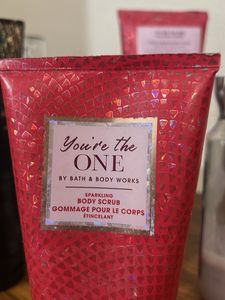 You're the
ONE
BY BATH & BODY WORKS
SPARKLING
BODY SCRUB
GOMMAGE POUR LE CORPS
ÉTINCELANT